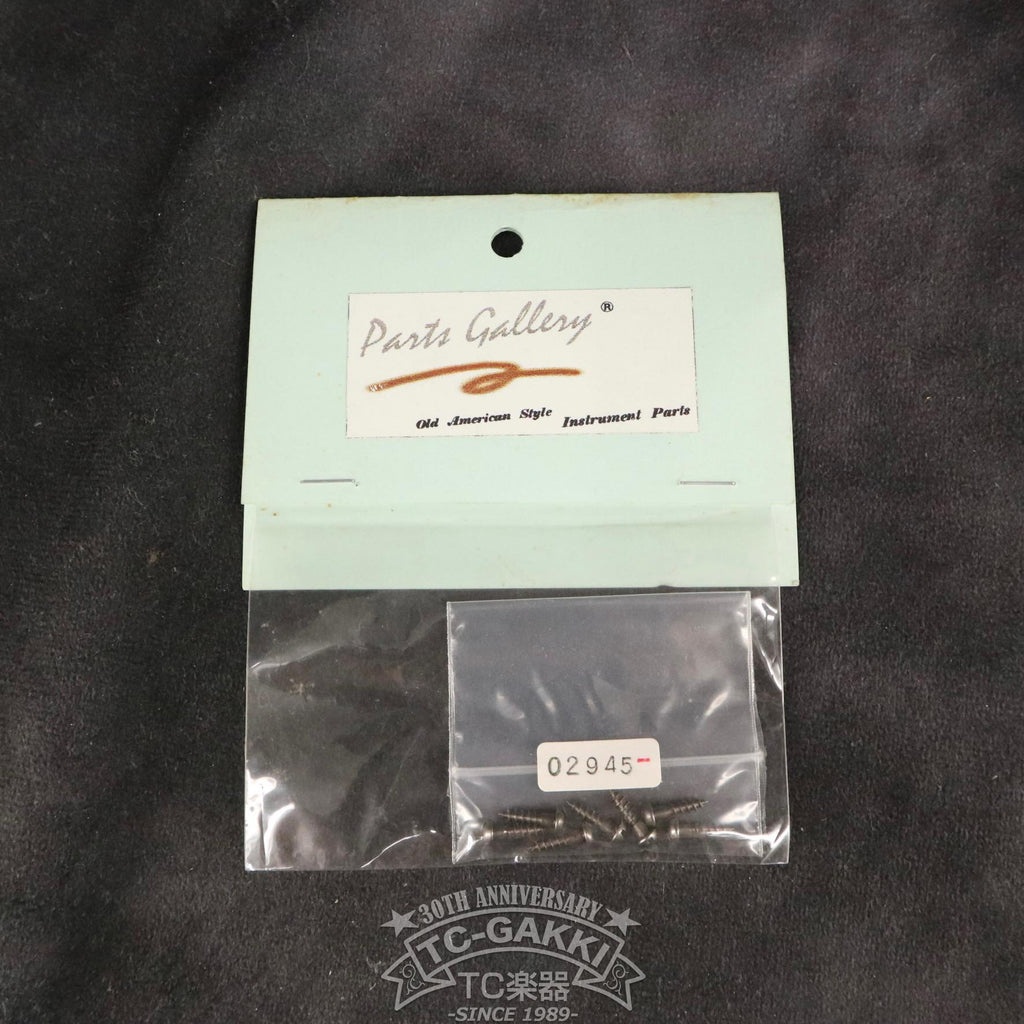 Parts Gallery®
Old American Style Instrument Parts
02945-
30TH ANNIVERSARY
TC-GAKKI
TC楽器
-SINCE 1989-